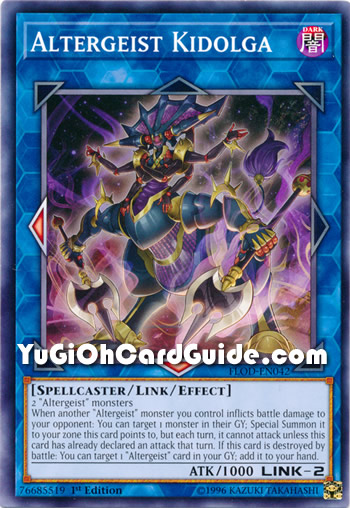 ALTERGEIST KIDOLGA
DARK
闇
YuGiOhCardGuide.com
FLOD-EN042
[SPELLCASTER/LINK/EFFECT]
2 "Altergeist" monsters
When another "Altergeist" monster you control inflicts battle damage to your
opponent: You can target 1 monster in their GY; Special Summon it
to your zone this card points to, but each turn, it cannot attack unless this
card has already declared an attack that turn. If this card is destroyed by
battle: You can target 1 "Altergeist" card in your GY; add it to your hand.
ATK/1000 LINK-2
76685519 1st Edition ©1996 KAZUKI TAKAHASHI